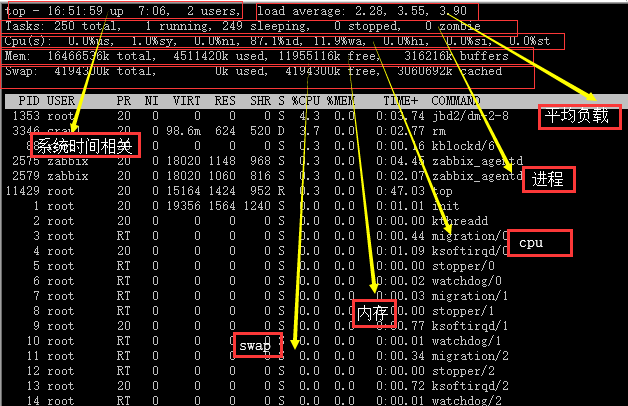 top - 16:51:59 up 7:06, 2 users, load average: 2.28, 3.55, 3.90
Tasks: 250 total, 1 running, 249 sleeping, 0 stopped, 0 zombie
Cpu(s): 0.0%us, 1.0%sy, 0.0%ni, 87.1%id, 11.9%wa, 0.0%hi, 0.0%si, 0.0%st
Mem: 16466536k total, 4511420k used, 11955116k free, 316216k buffers
Swap: 4194300k total, 0k used, 4194300k free, 3060692k cached
PID USER PR NI VIRT RES SHR S %CPU %MEM TIME+ COMMAND
1353 root 20 0 0 0 0 S 4. 0.0 0:0 .74 jbd2/dm-2-8
平均负载
3346 20 0 98.6m 624 520 D 3.7 0.0 0:02.77 rm
系统时间相关
0.3 0.0 0:00.16 kblockd/6
2576 zabbix 20 0 18020 1148 968 S 0.3 0.0 0:04.45 zabbix_agentd
2579 zabbix 20 0 18020 1060 816 S 0.3 0.0 0:02.07 zabbix_agentd
进程
11429 root 20 0 15164 1424 952 R 0.3 0.0 0:47.03 top
1 root 20 0 19356 1564 1240 S 0.0 0.0 0:01.01 init
2 root 20 0 0 0 0 S 0.0 0.0 0:00.00 kthreadd
3 root RT 0 0 0 0 S 0.0 0.0 0:00.44 migration/0
cpu
4 root 20 0 0 0 0 S 0.0 0.0 0:01.09 ksoftirqd/0
5 root RT 0 0 0 0 S 0.0 0.0 0:00.00 stopper/0
6 root RT 0 0 0 0 S 0.0 0.0 0:00.02 watchdog/0
7 root RT 0 0 0 0 S 0.0 0.0 0:00.03 migration/1
8 root RT 0 0 0 0 S 0.0 0.00 stopper/1
内存
9 root 20 0 0 0 0 S 0.0 0.77 ksoftirqd/1
10 root RT 0 0 S 0.0 0.0 0:00.01 watchdog/1
swap
11 root RT 0 0 S 0.0 0.0 0:00.34 migration/2
12 root RT 0 0 0 0 S 0.0 0.0 0:00.00 stopper/2
13 root 20 0 0 0 0 S 0.0 0.0 0:00.72 ksoftirqd/2
14 root RT 0 0 0 0 S 0.0 0.0 0:00.01 watchdog/2